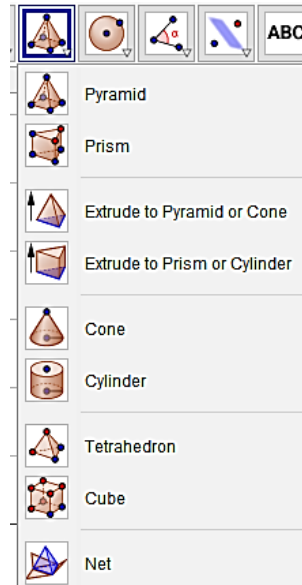 α
ABC
Pyramid
Prism
Extrude to Pyramid or Cone
Extrude to Prism or Cylinder
Cone
Cylinder
Tetrahedron
Cube
Net